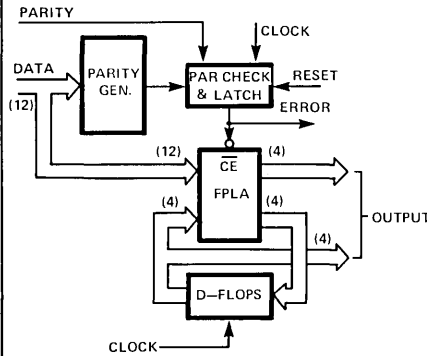 PARITY
CLOCK
DATA
(12)
PARITY
GEN.
PAR CHECK
& LATCH
RESET
ERROR
(12)
CE
(4)
FPLA
(4)
(4)
(4)
OUTPUT
D–FLOPS
CLOCK